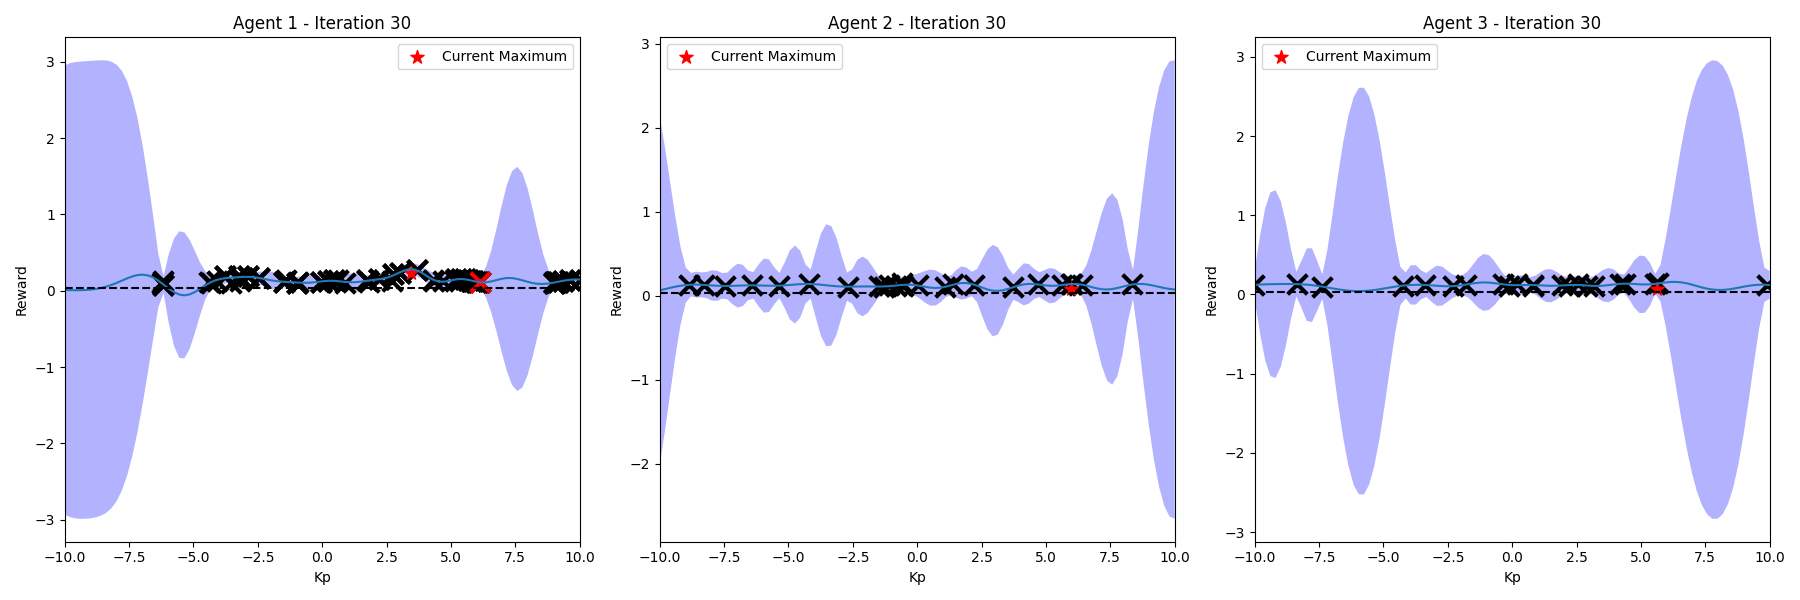 Agent 1 - Iteration 30
Current Maximum
3
2
1
0
−1
−2
−3
Reward
−10.0 −7.5 −5.0 −2.5 0.0 2.5 5.0 7.5 10.0
Kp
Agent 2 - Iteration 30
Current Maximum
3
2
1
0
−1
−2
Reward
−10.0 −7.5 −5.0 −2.5 0.0 2.5 5.0 7.5 10.0
Kp
Agent 3 - Iteration 30
Current Maximum
3
2
1
0
−1
−2
−3
Reward
−10.0 −7.5 −5.0 −2.5 0.0 2.5 5.0 7.5 10.0
Kp